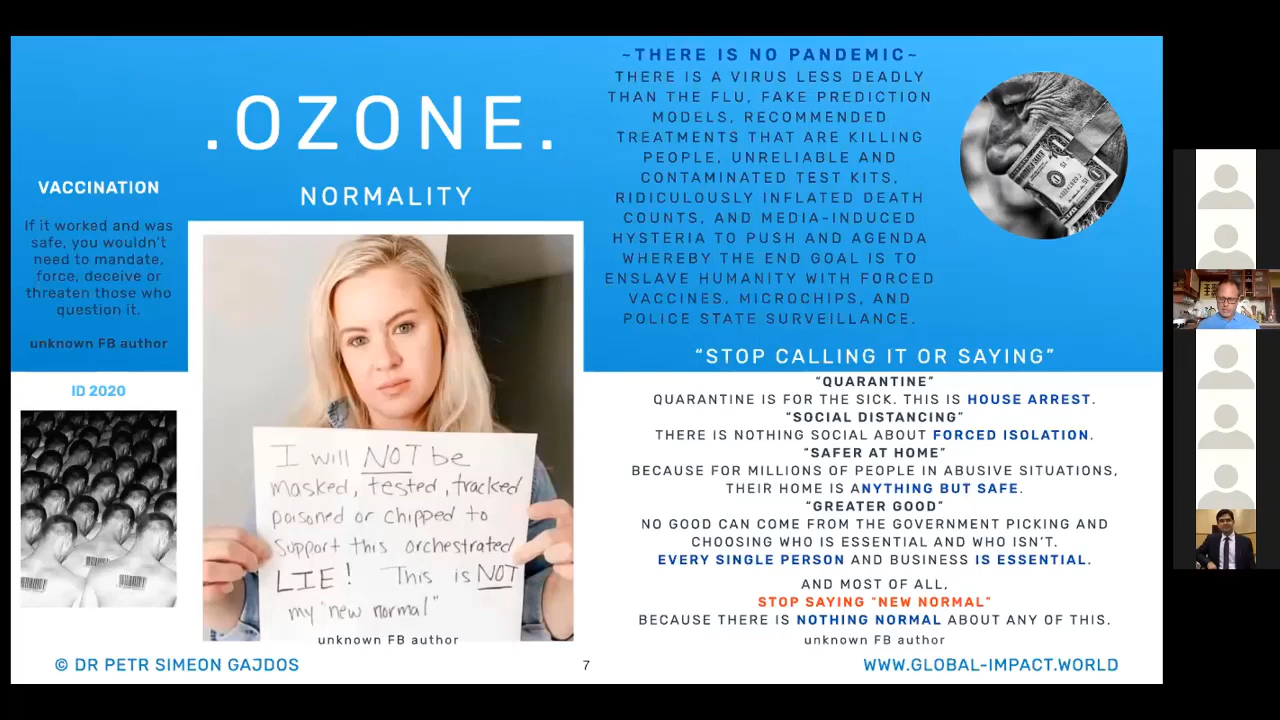 .OZONE.
NORMALITY
VACCINATION
If it worked and was
safe, you wouldn't
need to mandate,
force, deceive or
threaten those who
question it.
unknown FB author
ID 2020
I will NOT be
masked, tested, tracked
poisoned or chipped to
support this orchestrated
LIE! This is NOT
my "new normal"
unknown FB author
~THERE IS NO PANDEMIC~
THERE IS A VIRUS LESS DEADLY
THAN THE FLU, FAKE PREDICTION
MODELS, RECOMMENDED
TREATMENTS THAT ARE KILLING
PEOPLE, UNRELIABLE AND
CONTAMINATED TEST KITS,
RIDICULOUSLY INFLATED DEATH
COUNTS, AND MEDIA-INDUCED
HYSTERIA TO PUSH AND AGENDA
WHEREBY THE END GOAL IS TO
ENSLAVE HUMANITY WITH FORCED
VACCINES, MICROCHIPS, AND
POLICE STATE SURVEILLANCE.
"STOP CALLING IT OR SAYING"
"QUARANTINE"
QUARANTINE IS FOR THE SICK. THIS IS HOUSE ARREST.
"SOCIAL DISTANCING"
THERE IS NOTHING SOCIAL ABOUT FORCED ISOLATION.
"SAFER AT HOME"
BECAUSE FOR MILLIONS OF PEOPLE IN ABUSIVE SITUATIONS,
THEIR HOME IS ANYTHING BUT SAFE.
"GREATER GOOD"
NO GOOD CAN COME FROM THE GOVERNMENT PICKING AND
CHOOSING WHO IS ESSENTIAL AND WHO ISN'T.
EVERY SINGLE PERSON AND BUSINESS IS ESSENTIAL.
AND MOST OF ALL,
STOP SAYING "NEW NORMAL"
BECAUSE THERE IS NOTHING NORMAL ABOUT ANY OF THIS.
unknown FB author
© DR PETR SIMEON GAJDOS
7
WWW.GLOBAL-IMPACT.WORLD